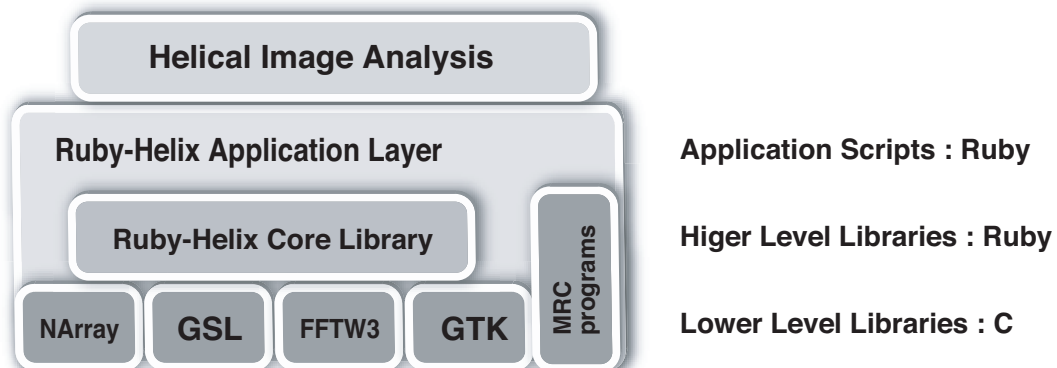 Helical Image Analysis
Ruby-Helix Application Layer
Application Scripts : Ruby
Ruby-Helix Core Library
MRC
programs
Higer Level Libraries : Ruby
NArray
GSL
FFTW3
GTK
Lower Level Libraries : C